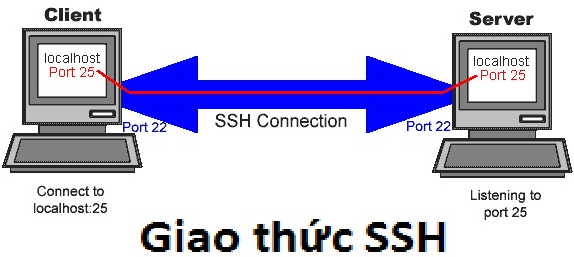 Client
Server
localhost
Port 25
localhost
Port 25
Port 22
SSH Connection
Port 22
Connect to
localhost:25
Listening to
port 25
Giao thức SSH